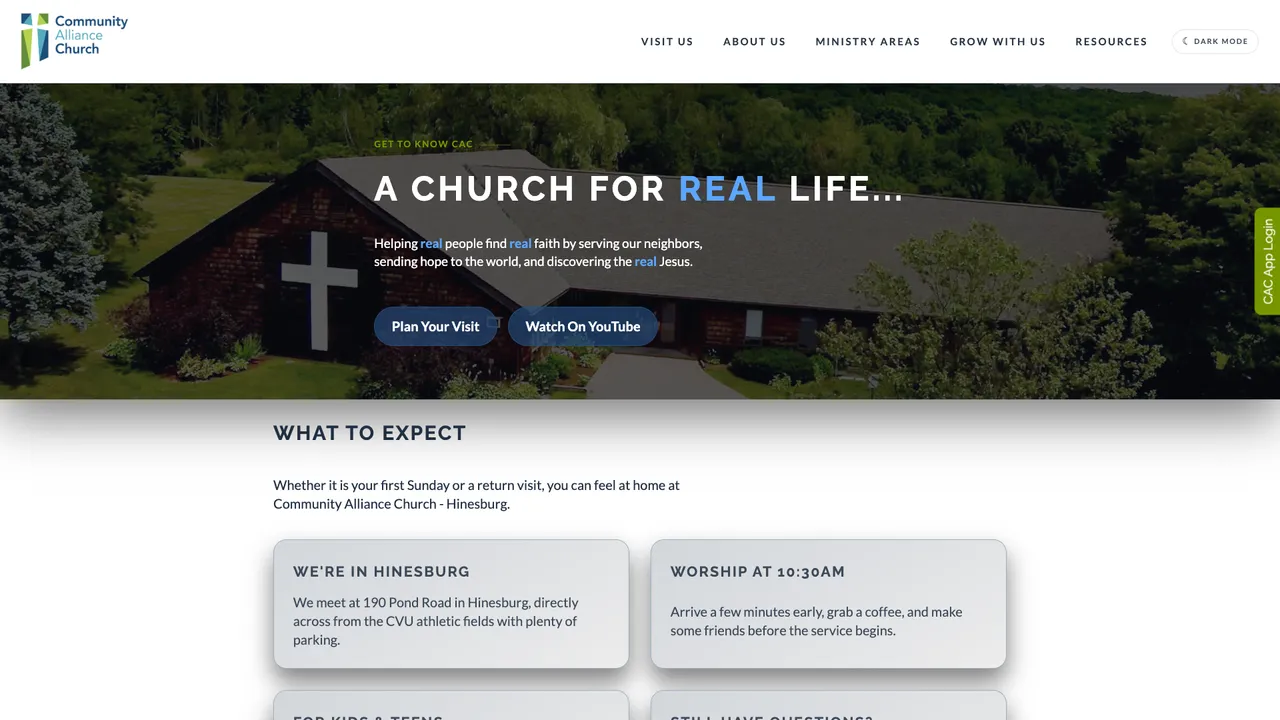 Community
Alliance
Church
VISIT US
ABOUT US
MINISTRY AREAS
GROW WITH US
RESOURCES
DARK MODE
GET TO KNOW CAC
A CHURCH FOR REAL LIFE...
Helping real people find real faith by serving our neighbors,
sending hope to the world, and discovering the real Jesus.
Plan Your Visit
Watch On YouTube
CAC App Login
WHAT TO EXPECT
Whether it is your first Sunday or a return visit, you can feel at home at
Community Alliance Church - Hinesburg.
WE'RE IN HINESBURG
We meet at 190 Pond Road in Hinesburg, directly
across from the CVU athletic fields with plenty of
parking.
WORSHIP AT 10:30AM
Arrive a few minutes early, grab a coffee, and make
some friends before the service begins.
FOR KIDS & TEENS
STILL HAVE QUESTIONS?